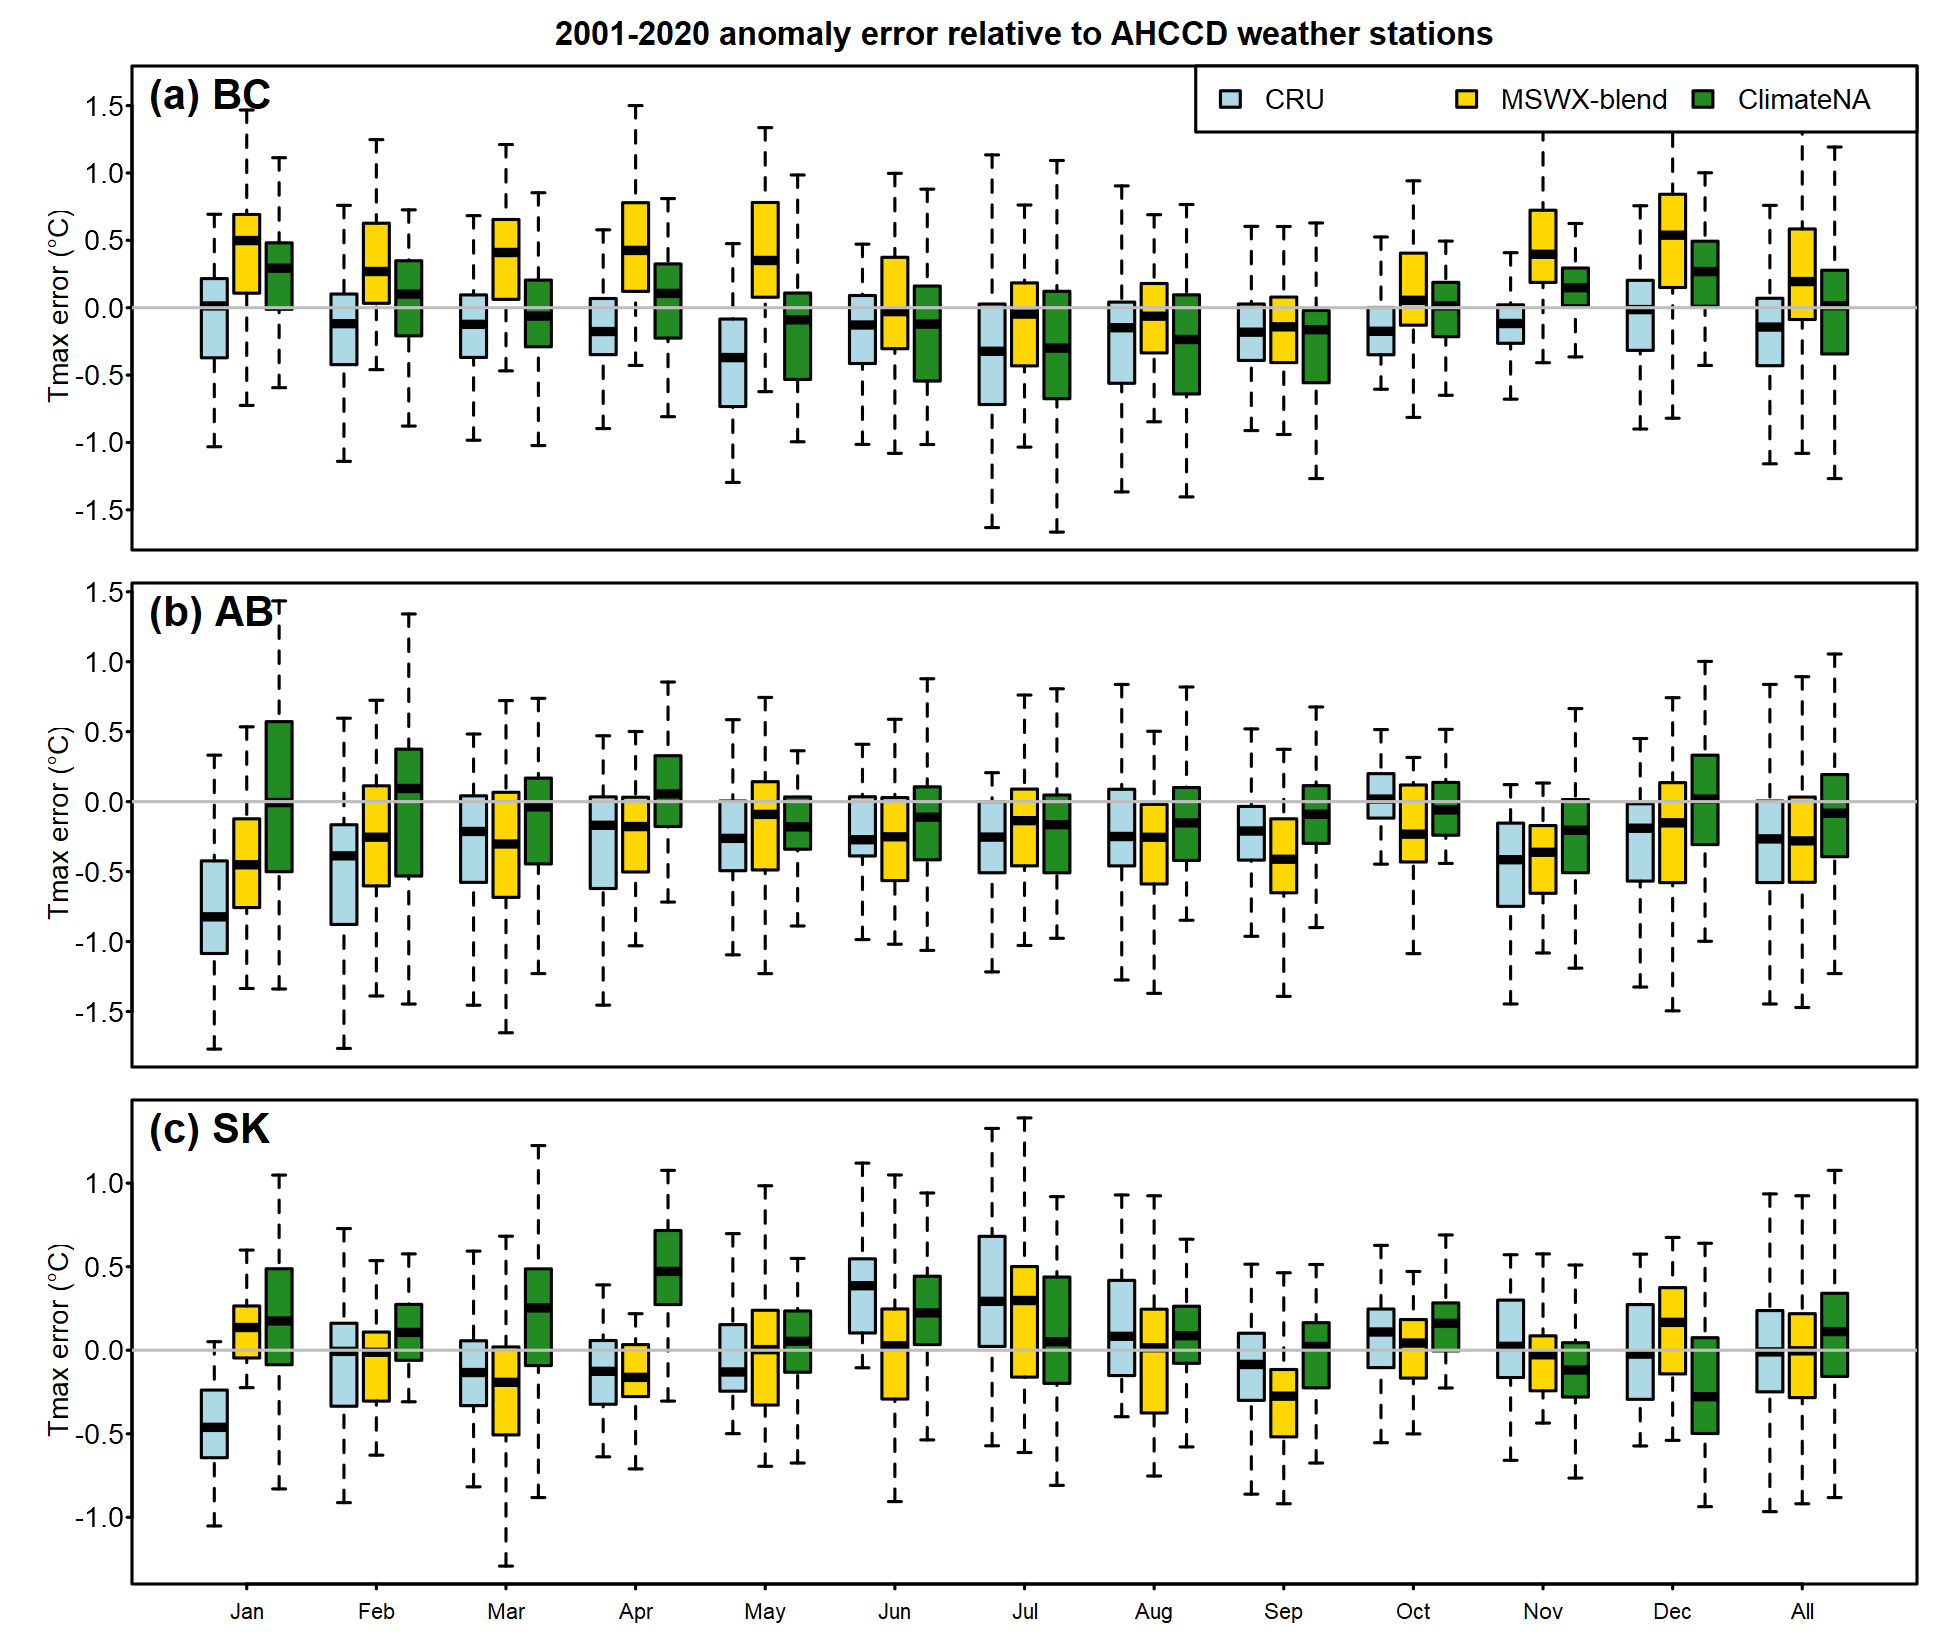 2001-2020 anomaly error relative to AHCCD weather stations
(a) BC
CRU MSWX-blend ClimateNA
Tmax error (°C)
1.5
1.0
0.5
0.0
-0.5
-1.0
-1.5
(b) AB
Tmax error (°C)
1.5
1.0
0.5
0.0
-0.5
-1.0
-1.5
(c) SK
Tmax error (°C)
1.0
0.5
0.0
-0.5
-1.0
Jan Feb Mar Apr May Jun Jul Aug Sep Oct Nov Dec All